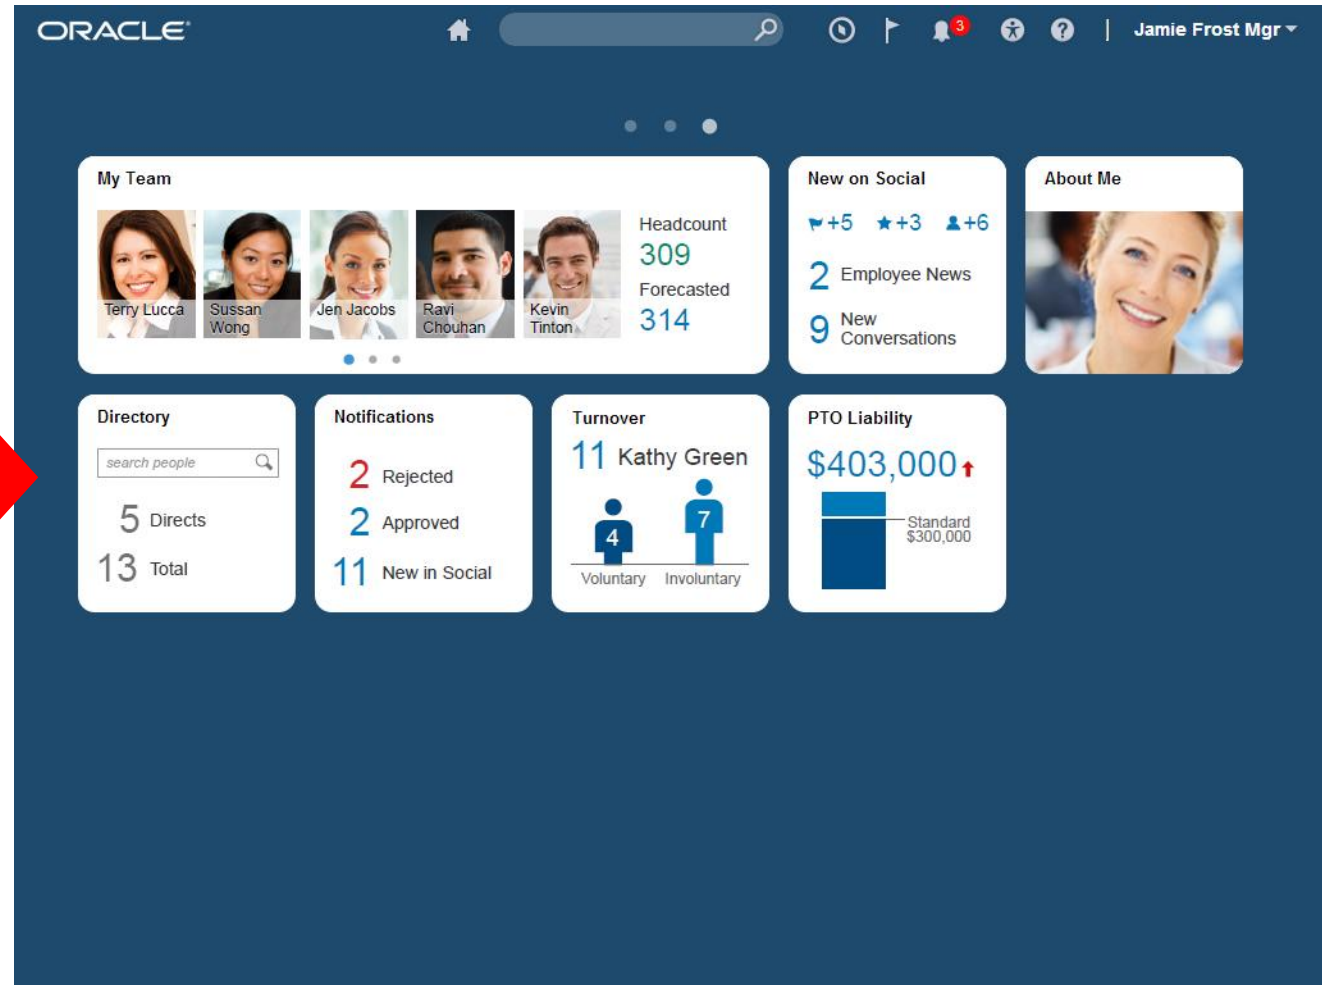 ORACLE®
3
Jamie Frost Mgr
My Team
Terry Lucca
Sussan
Wong
Jen Jacobs
Ravi
Chouhan
Kevin
Tinton
Headcount
309
Forecasted
314
New on Social
+5 +3 +6
2 Employee News
9 New
Conversations
About Me
Directory
search people
5 Directs
13 Total
Notifications
2 Rejected
2 Approved
11 New in Social
Turnover
11 Kathy Green
4
7
Voluntary Involuntary
PTO Liability
$403,000
Standard
$300,000